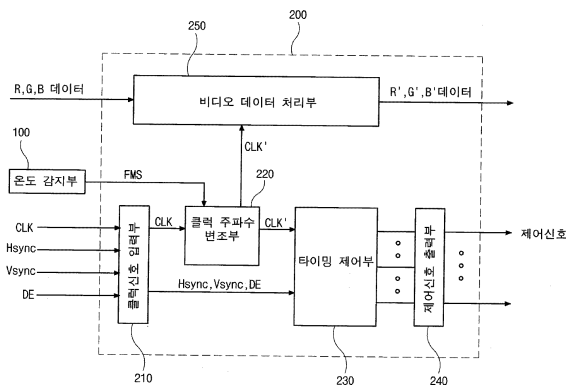 200
250
R,G,B 데이터
비디오 데이터 처리부
R',G',B'데이터
100
CLK'
온도 감지부
FMS
220
CLK
CLK
클럭 주파수
변조부
CLK'
제어신호
Hsync
클럭신호 입력부
타이밍 제어부
제어신호 출력부
Vsync
DE
Hsync,Vsync,DE
210
230
240